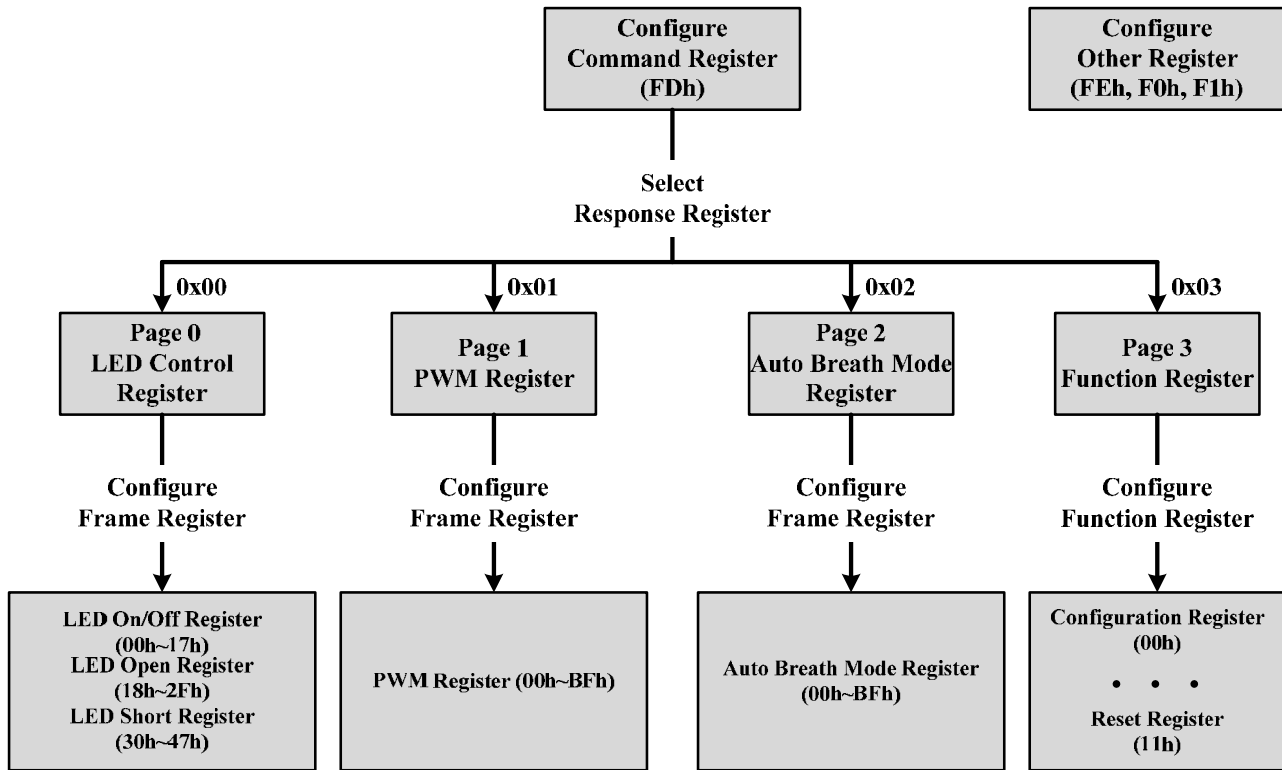 Configure
Command Register
(FDh)
Configure
Other Register
(FEh, F0h, F1h)
Select
Response Register
0x00
0x01
0x02
0x03
Page 0
LED Control
Register
Page 1
PWM Register
Page 2
Auto Breath Mode
Register
Page 3
Function Register
Configure
Frame Register
Configure
Frame Register
Configure
Frame Register
Configure
Function Register
LED On/Off Register
(00h~17h)
LED Open Register
(18h~2Fh)
LED Short Register
(30h~47h)
PWM Register (00h~BFh)
Auto Breath Mode Register
(00h~BFh)
Configuration Register
(00h)
• • •
Reset Register
(11h)